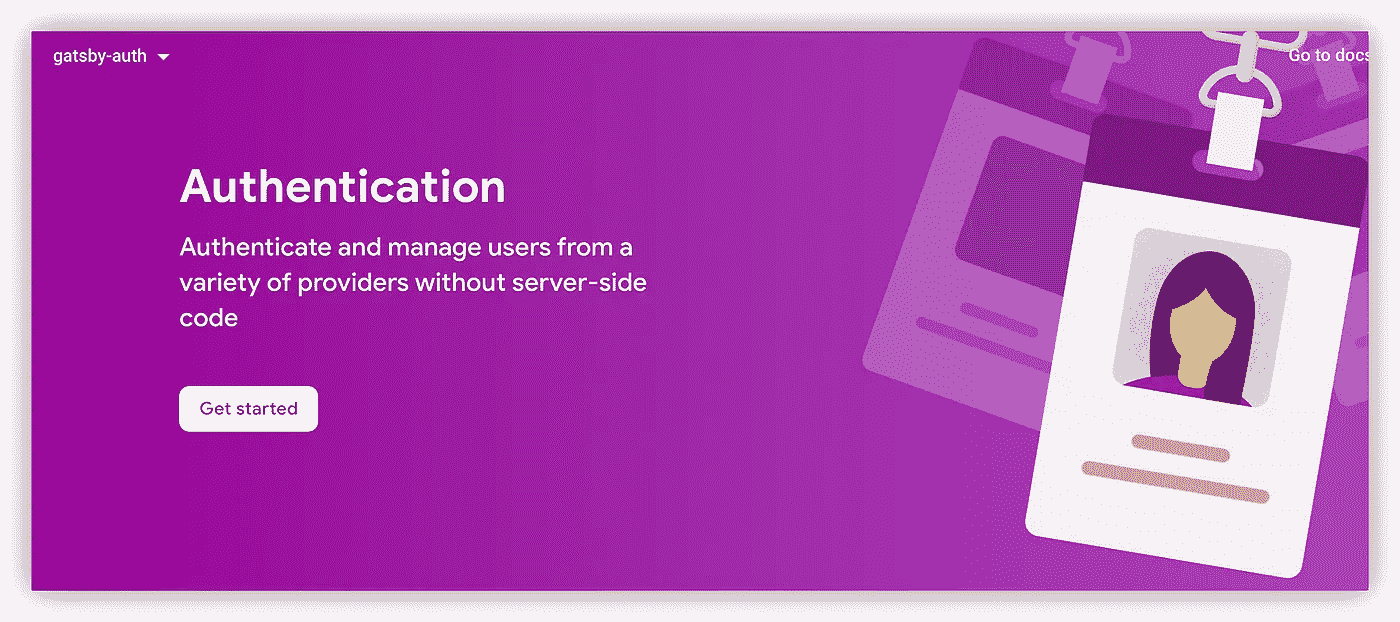 gatsby-auth
Go to docs
Authentication
Authenticate and manage users from a
variety of providers without server-side
code
Get started